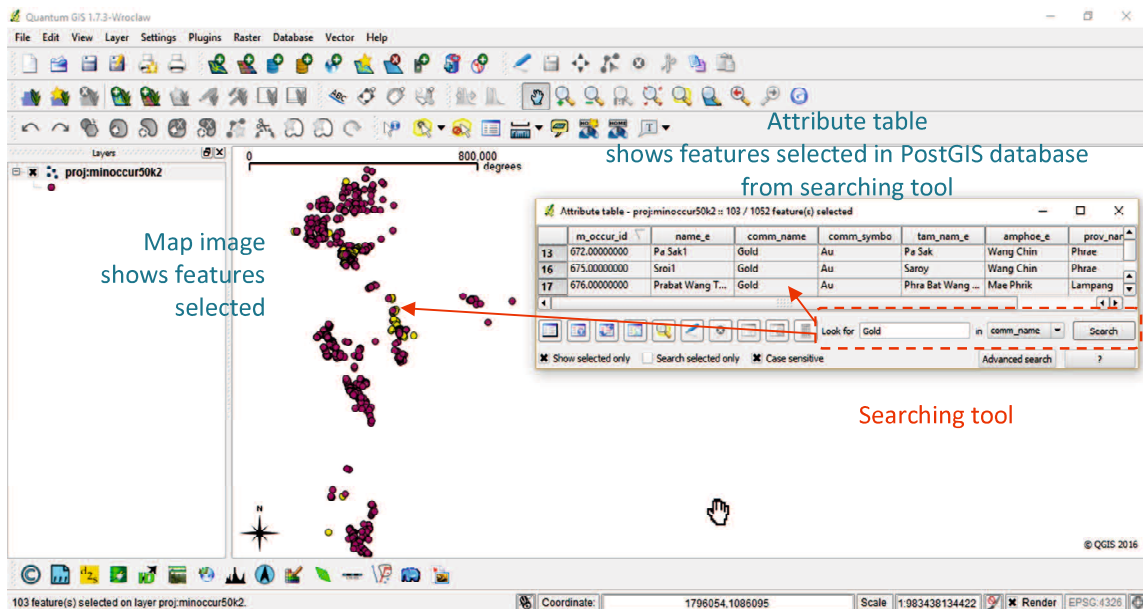 Quantum GIS 1.7.3-Wroclaw
File Edit View Layer Settings Plugins Raster Database Vector Help
Layers
proj:minoccur50k2
0 800,000 degrees
Attribute table
shows features selected in PostGIS database
from searching tool
Map image
shows features
selected
Attribute table - proj:minoccur50k2 :: 103 / 1052 feature(s) selected
m_occur_id name_e comm_name comm_symbo tam_nam_e amphoe_e prov_nar
13 672.00000000 Pa Sak1 Gold Au Pa Sak Wang Chin Phrae
16 675.00000000 Sroi1 Gold Au Saroy Wang Chin Phrae
17 676.00000000 Prabat Wang T... Gold Au Phra Bat Wang ... Mae Phrik Lampang
Look for Gold in comm_name Search
Show selected only Search selected only Case sensitive Advanced search ?
Searching tool
N
© QGIS 2016
103 feature(s) selected on layer proj:minoccur50k2. Coordinate: 1796054,1086095 Scale 1:983438134422 Render EPSG:4326